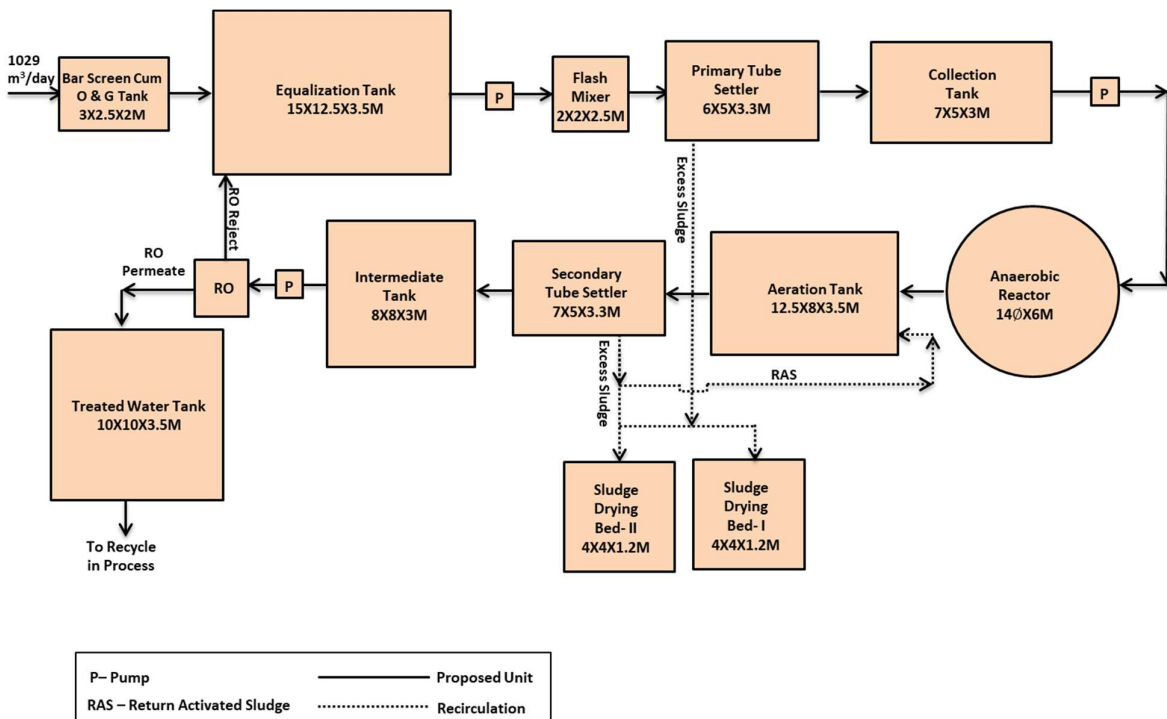 1029
m³/day
Bar Screen Cum
O & G Tank
3X2.5X2M
Equalization Tank
15X12.5X3.5M
P
Flash
Mixer
2X2X2.5M
Primary Tube
Settler
6X5X3.3M
Collection
Tank
7X5X3M
P
Excess Sludge
RO Reject
RO
Permeate
RO
P
Intermediate
Tank
8X8X3M
Secondary
Tube Settler
7X5X3.3M
Aeration Tank
12.5X8X3.5M
Anaerobic
Reactor
14ØX6M
Excess Sludge
RAS
Treated Water Tank
10X10X3.5M
Sludge
Drying
Bed- II
4X4X1.2M
Sludge
Drying
Bed- I
4X4X1.2M
To Recycle
in Process
P– Pump
Proposed Unit
RAS – Return Activated Sludge
Recirculation